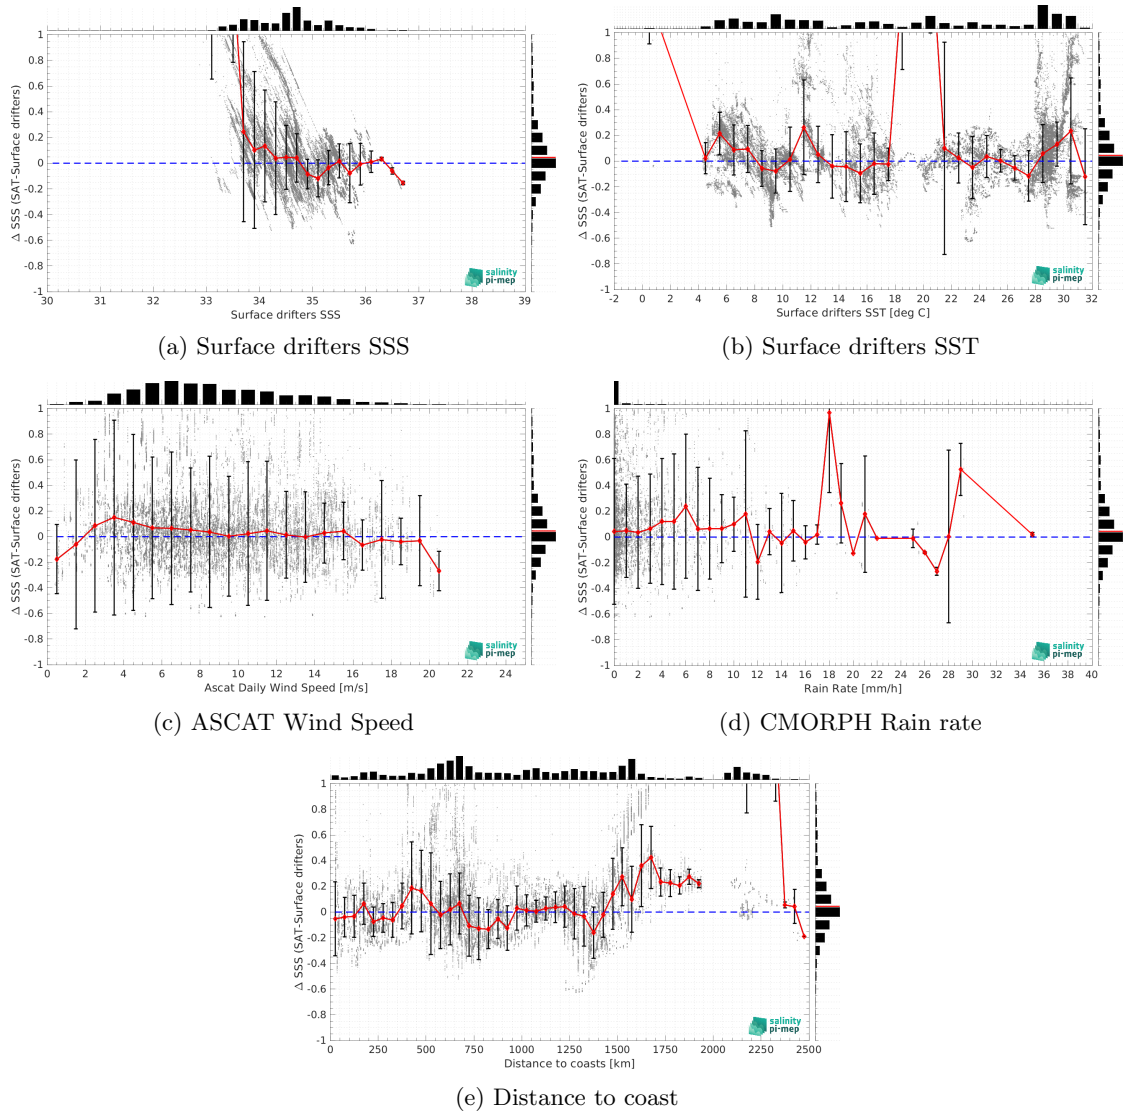 1
0.8
0.6
0.4
0.2
0
-0.2
-0.4
-0.6
-0.8
-1
Δ SSS (SAT-Surface drifters)
salinity
pi-mep
30 31 32 33 34 35 36 37 38 39
Surface drifters SSS
(a) Surface drifters SSS
1
0.8
0.6
0.4
0.2
0
-0.2
-0.4
-0.6
-0.8
-1
Δ SSS (SAT-Surface drifters)
salinity
pi-mep
-2 0 2 4 6 8 10 12 14 16 18 20 22 24 26 28 30 32
Surface drifters SST [deg C]
(b) Surface drifters SST
1
0.8
0.6
0.4
0.2
0
-0.2
-0.4
-0.6
-0.8
-1
Δ SSS (SAT-Surface drifters)
salinity
pi-mep
0 2 4 6 8 10 12 14 16 18 20 22 24
Ascat Daily Wind Speed [m/s]
(c) ASCAT Wind Speed
1
0.8
0.6
0.4
0.2
0
-0.2
-0.4
-0.6
-0.8
-1
Δ SSS (SAT-Surface drifters)
salinity
pi-mep
0 2 4 6 8 10 12 14 16 18 20 22 24 26 28 30 32 34 36 38 40
Rain Rate [mm/h]
(d) CMORPH Rain rate
1
0.8
0.6
0.4
0.2
0
-0.2
-0.4
-0.6
-0.8
-1
Δ SSS (SAT-Surface drifters)
salinity
pi-mep
0 250 500 750 1000 1250 1500 1750 2000 2250 2500
Distance to coasts [km]
(e) Distance to coast